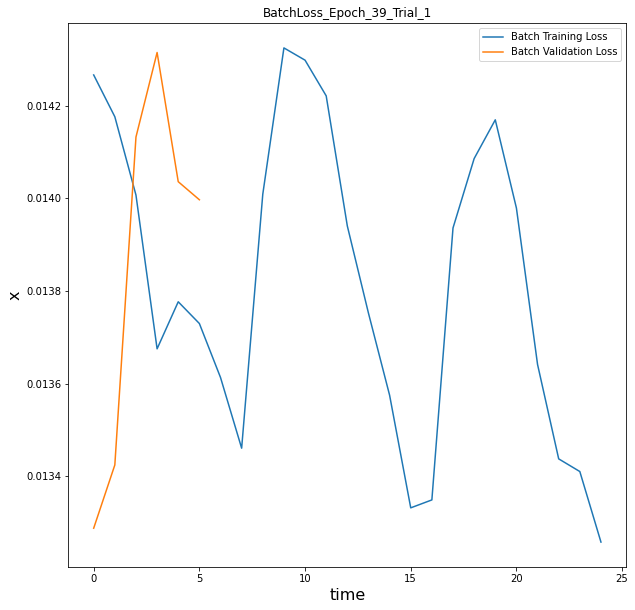 BatchLoss_Epoch_39_Trial_1
Batch Training Loss
Batch Validation Loss
0.0142
0.0140
0.0138
0.0136
0.0134
x
0 5 10 15 20 25
time